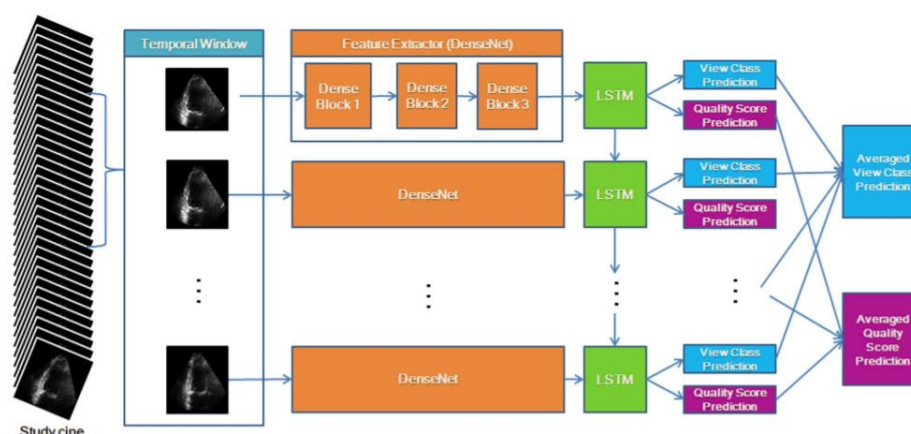 Temporal Window
Feature Extractor (DenseNet)
Dense
Block 1
Dense
Block 2
Dense
Block 3
LSTM
View Class
Prediction
Quality Score
Prediction
Averaged
View Class
Prediction
DenseNet
LSTM
View Class
Prediction
Quality Score
Prediction
Averaged
Quality
Score
Prediction
DenseNet
LSTM
View Class
Prediction
Quality Score
Prediction
Study cine